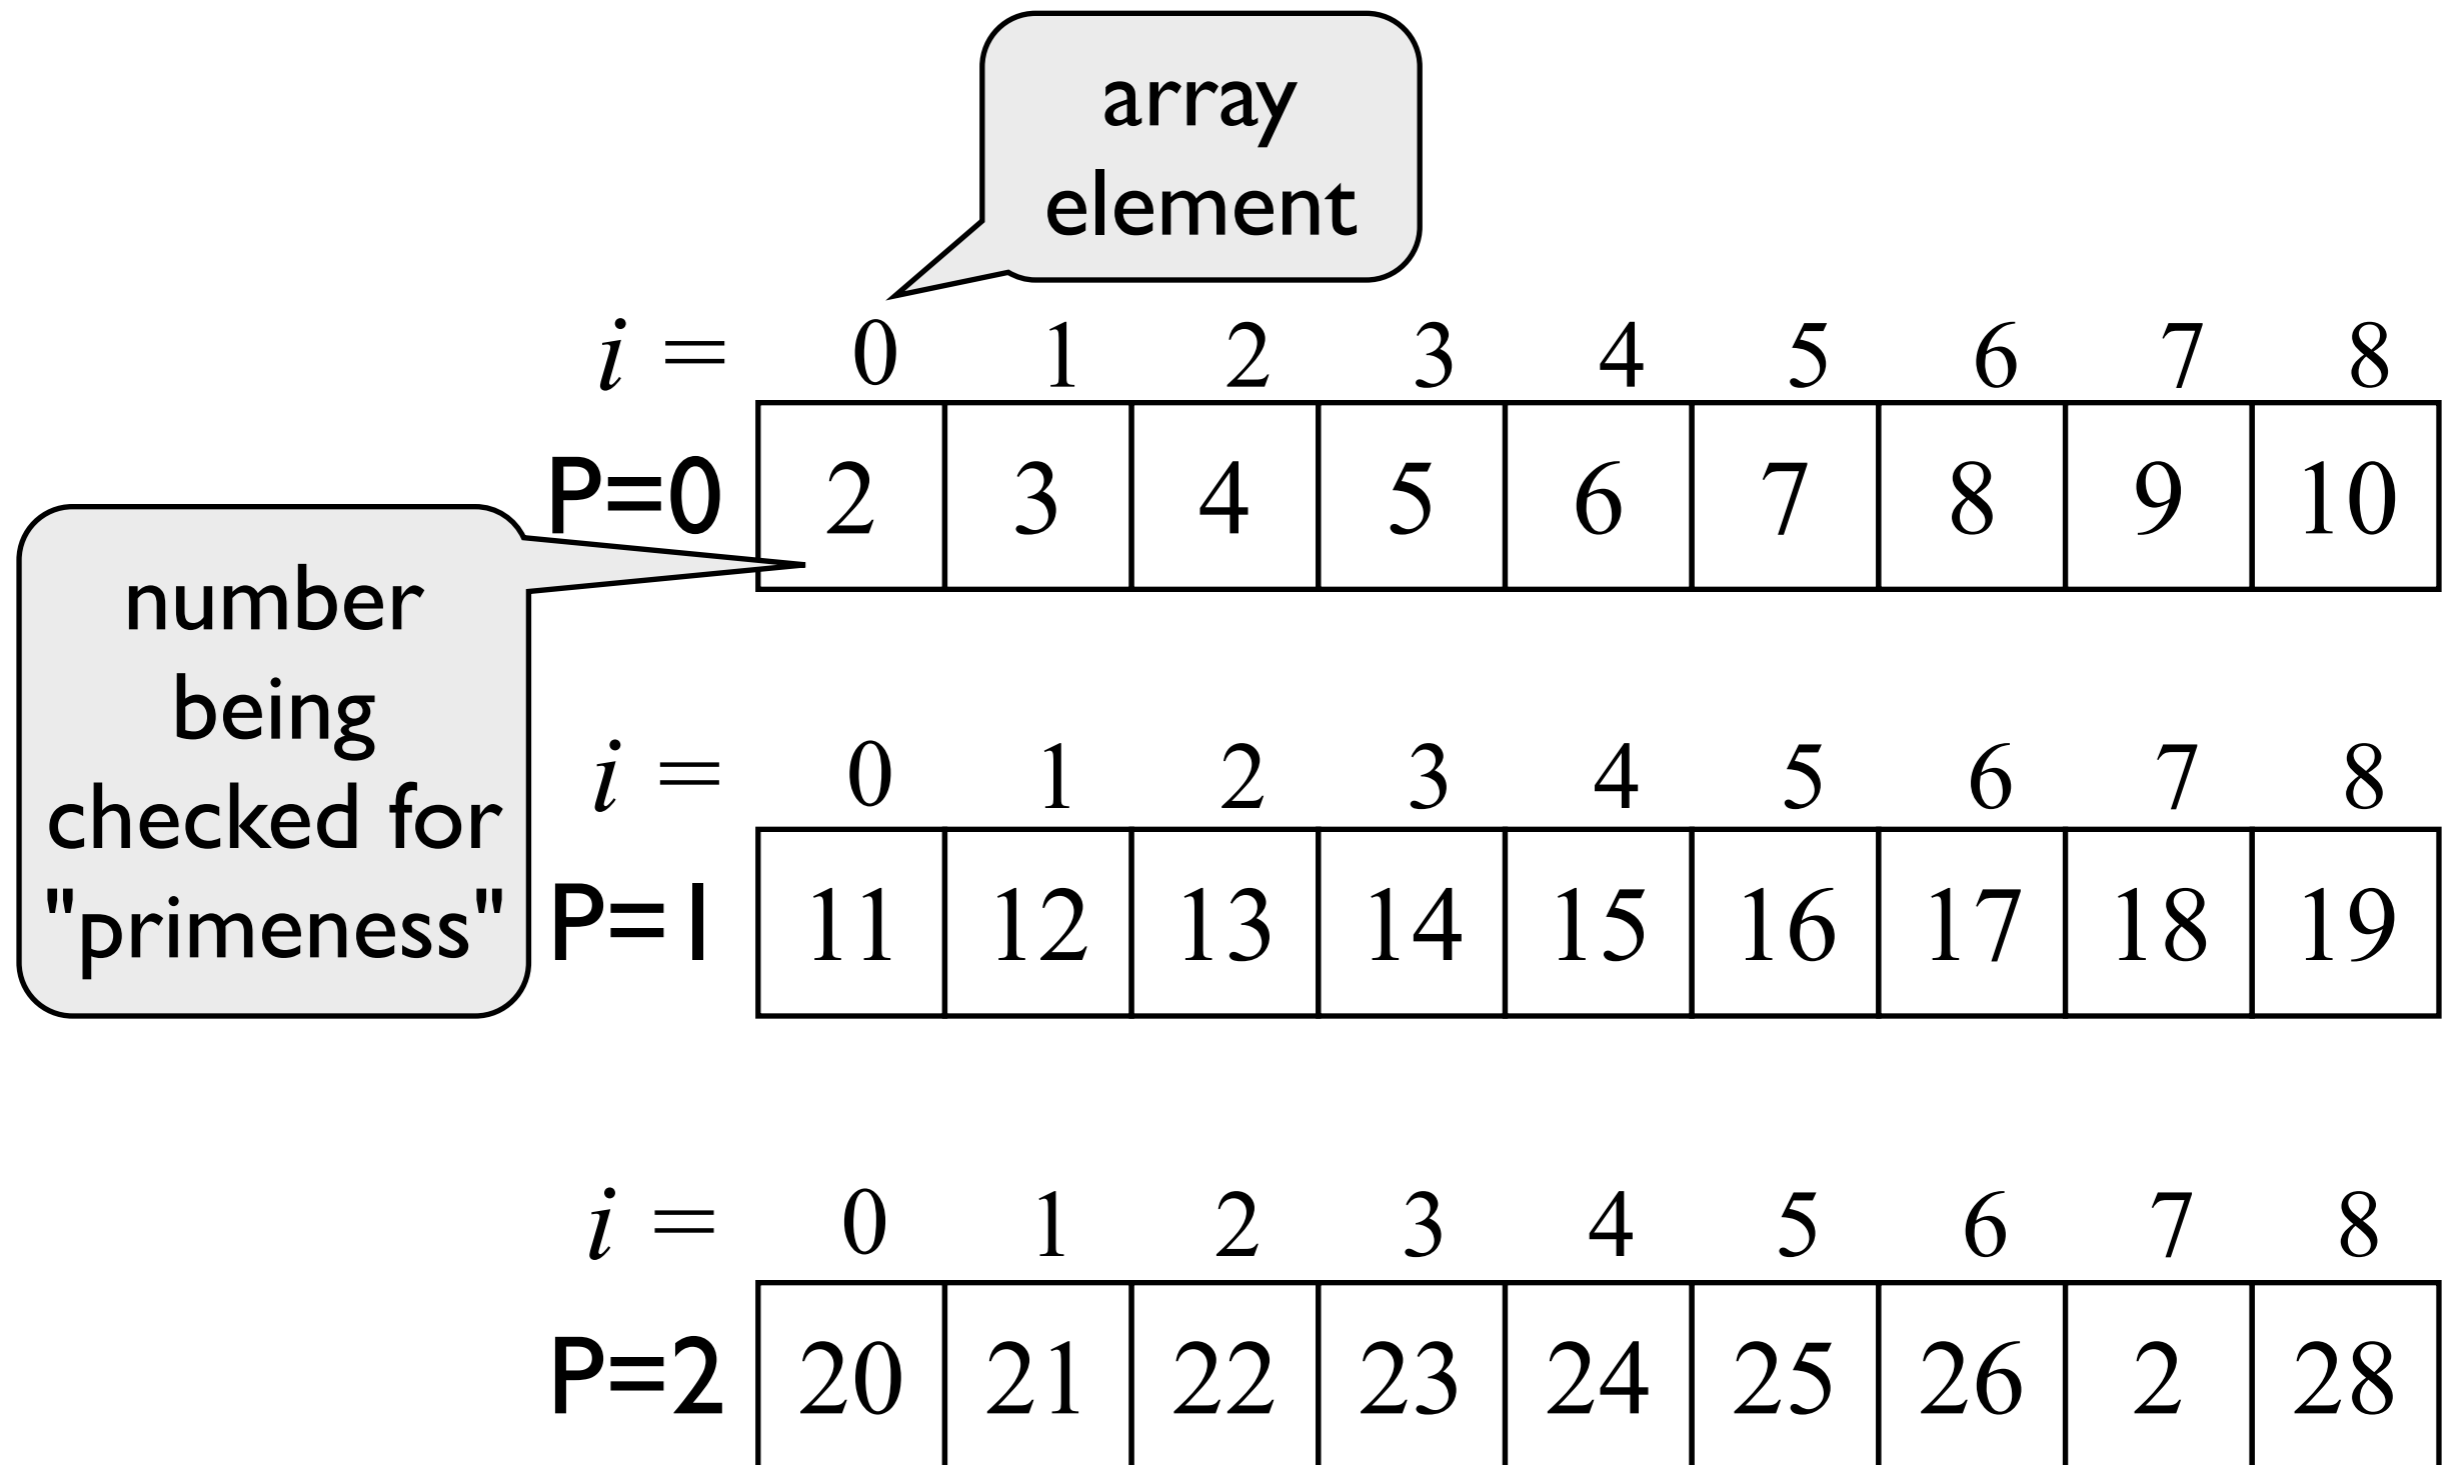 array
element
i = 0 1 2 3 4 5 6 7 8
P=0 2 3 4 5 6 7 8 9 10
number
being
checked for
"primeness"
i = 0 1 2 3 4 5 6 7 8
P=1 11 12 13 14 15 16 17 18 19
i = 0 1 2 3 4 5 6 7 8
P=2 20 21 22 23 24 25 26 2 28